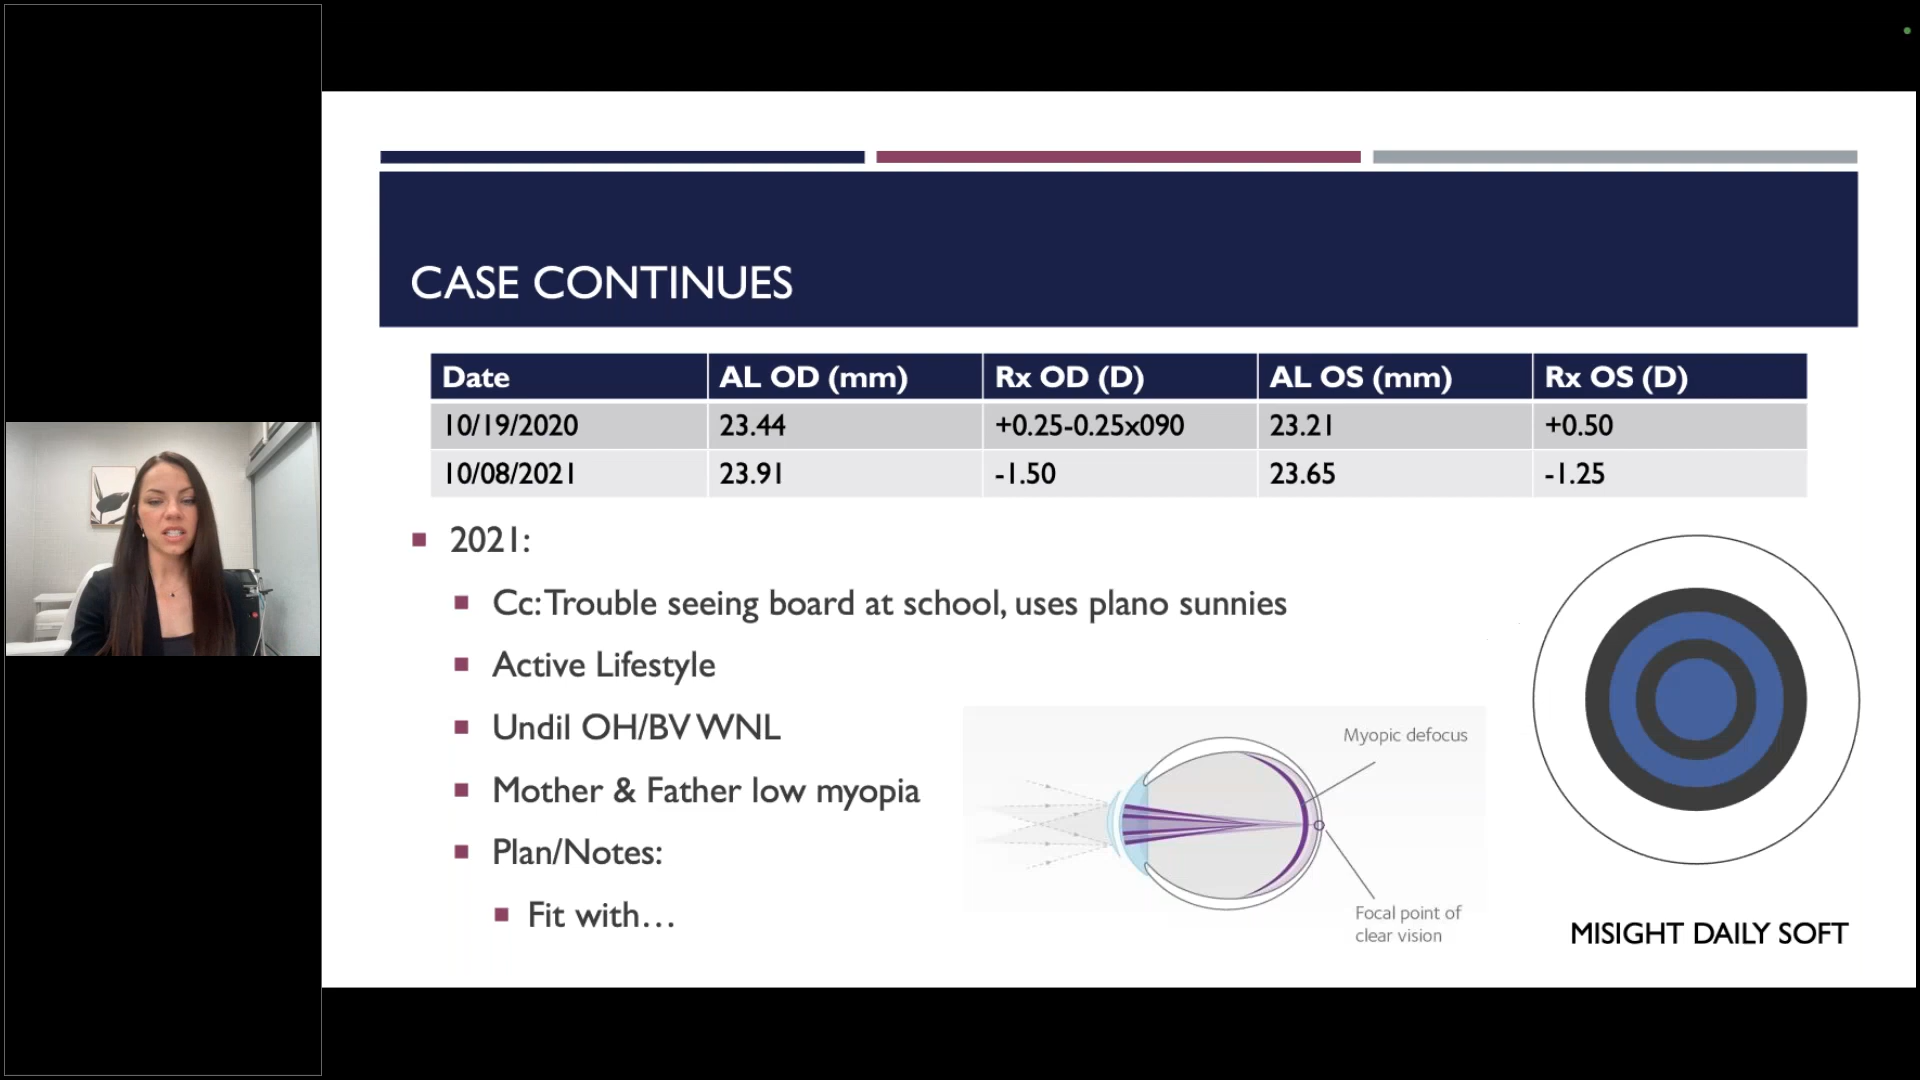 CASE CONTINUES
Date AL OD (mm) Rx OD (D) AL OS (mm) Rx OS (D)
10/19/2020 23.44 +0.25-0.25x090 23.21 +0.50
10/08/2021 23.91 -1.50 23.65 -1.25
2021:
Cc: Trouble seeing board at school, uses plano sunnies
Active Lifestyle
Undil OH/BV WNL
Mother & Father low myopia
Plan/Notes:
Fit with…
Myopic defocus
Focal point of
clear vision
MISIGHT DAILY SOFT